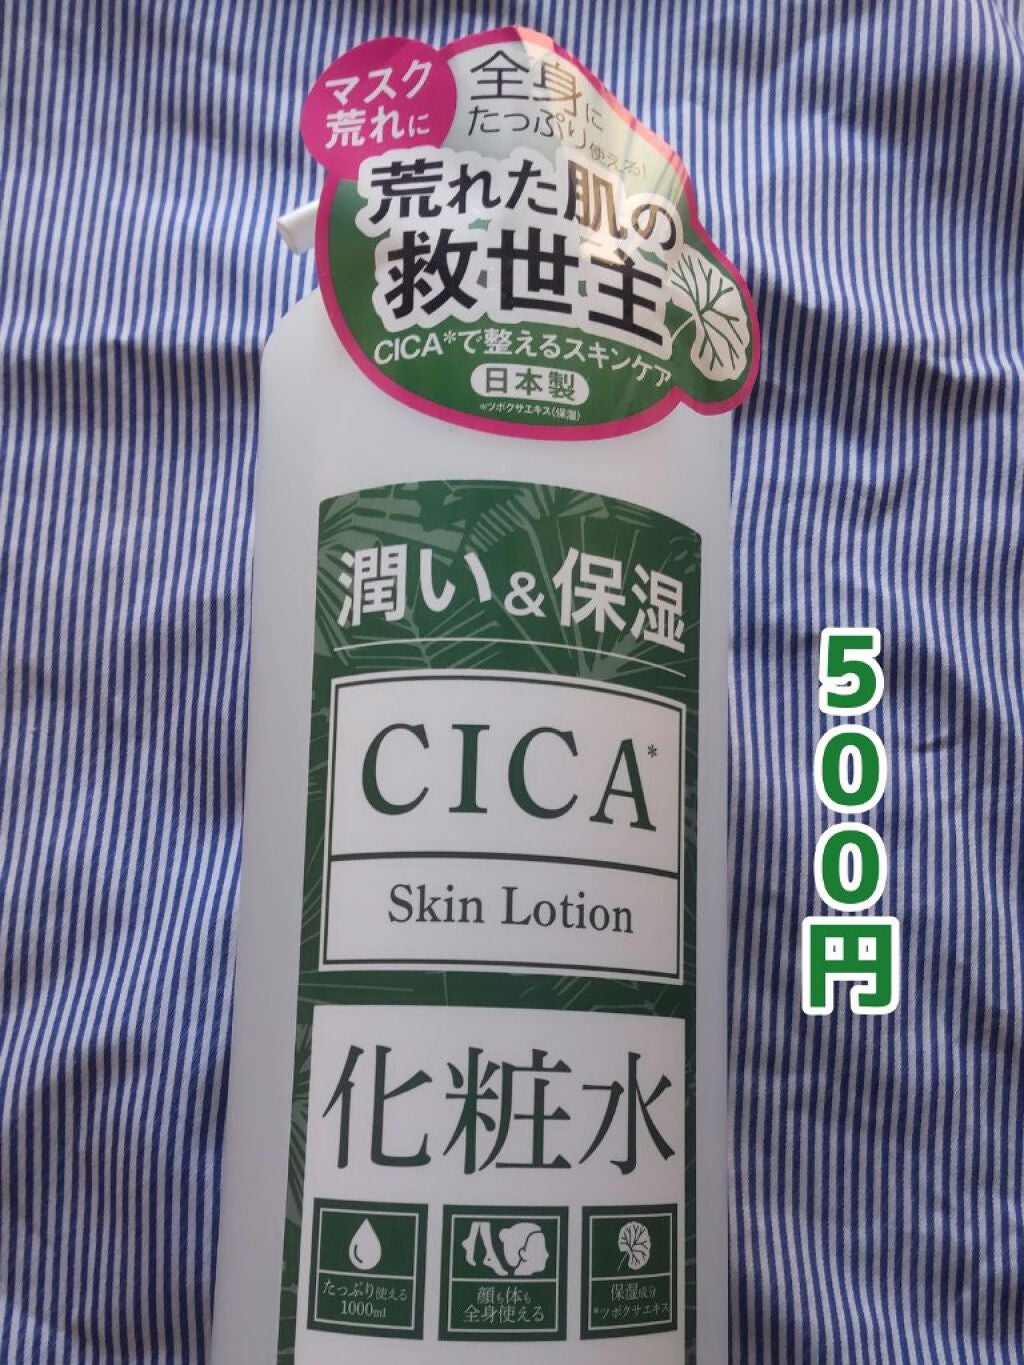 マスク
荒れに
全身に
たっぷり使える!
荒れた肌の
救世主
CICA*で整えるスキンケア
日本製
*ツボクサエキス(保湿)
潤い&保湿
CICA*
Skin Lotion
500円
化粧水
たっぷり使える
1000ml
顔も体も
全身使える
保湿成分
*ツボクサエキス